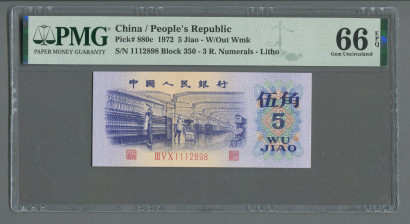 PMG
PAPER MONEY GUARANTY
China / People's Republic
Pick# 880c 1972 5 Jiao - W/Out Wmk
S/N 1112898 Block 350 - 3 R. Numerals - Litho
66 EPQ
Gem Uncirculated
中国人民银行
伍角
5
WU
JIAO
ⅢⅤⅩ1112898